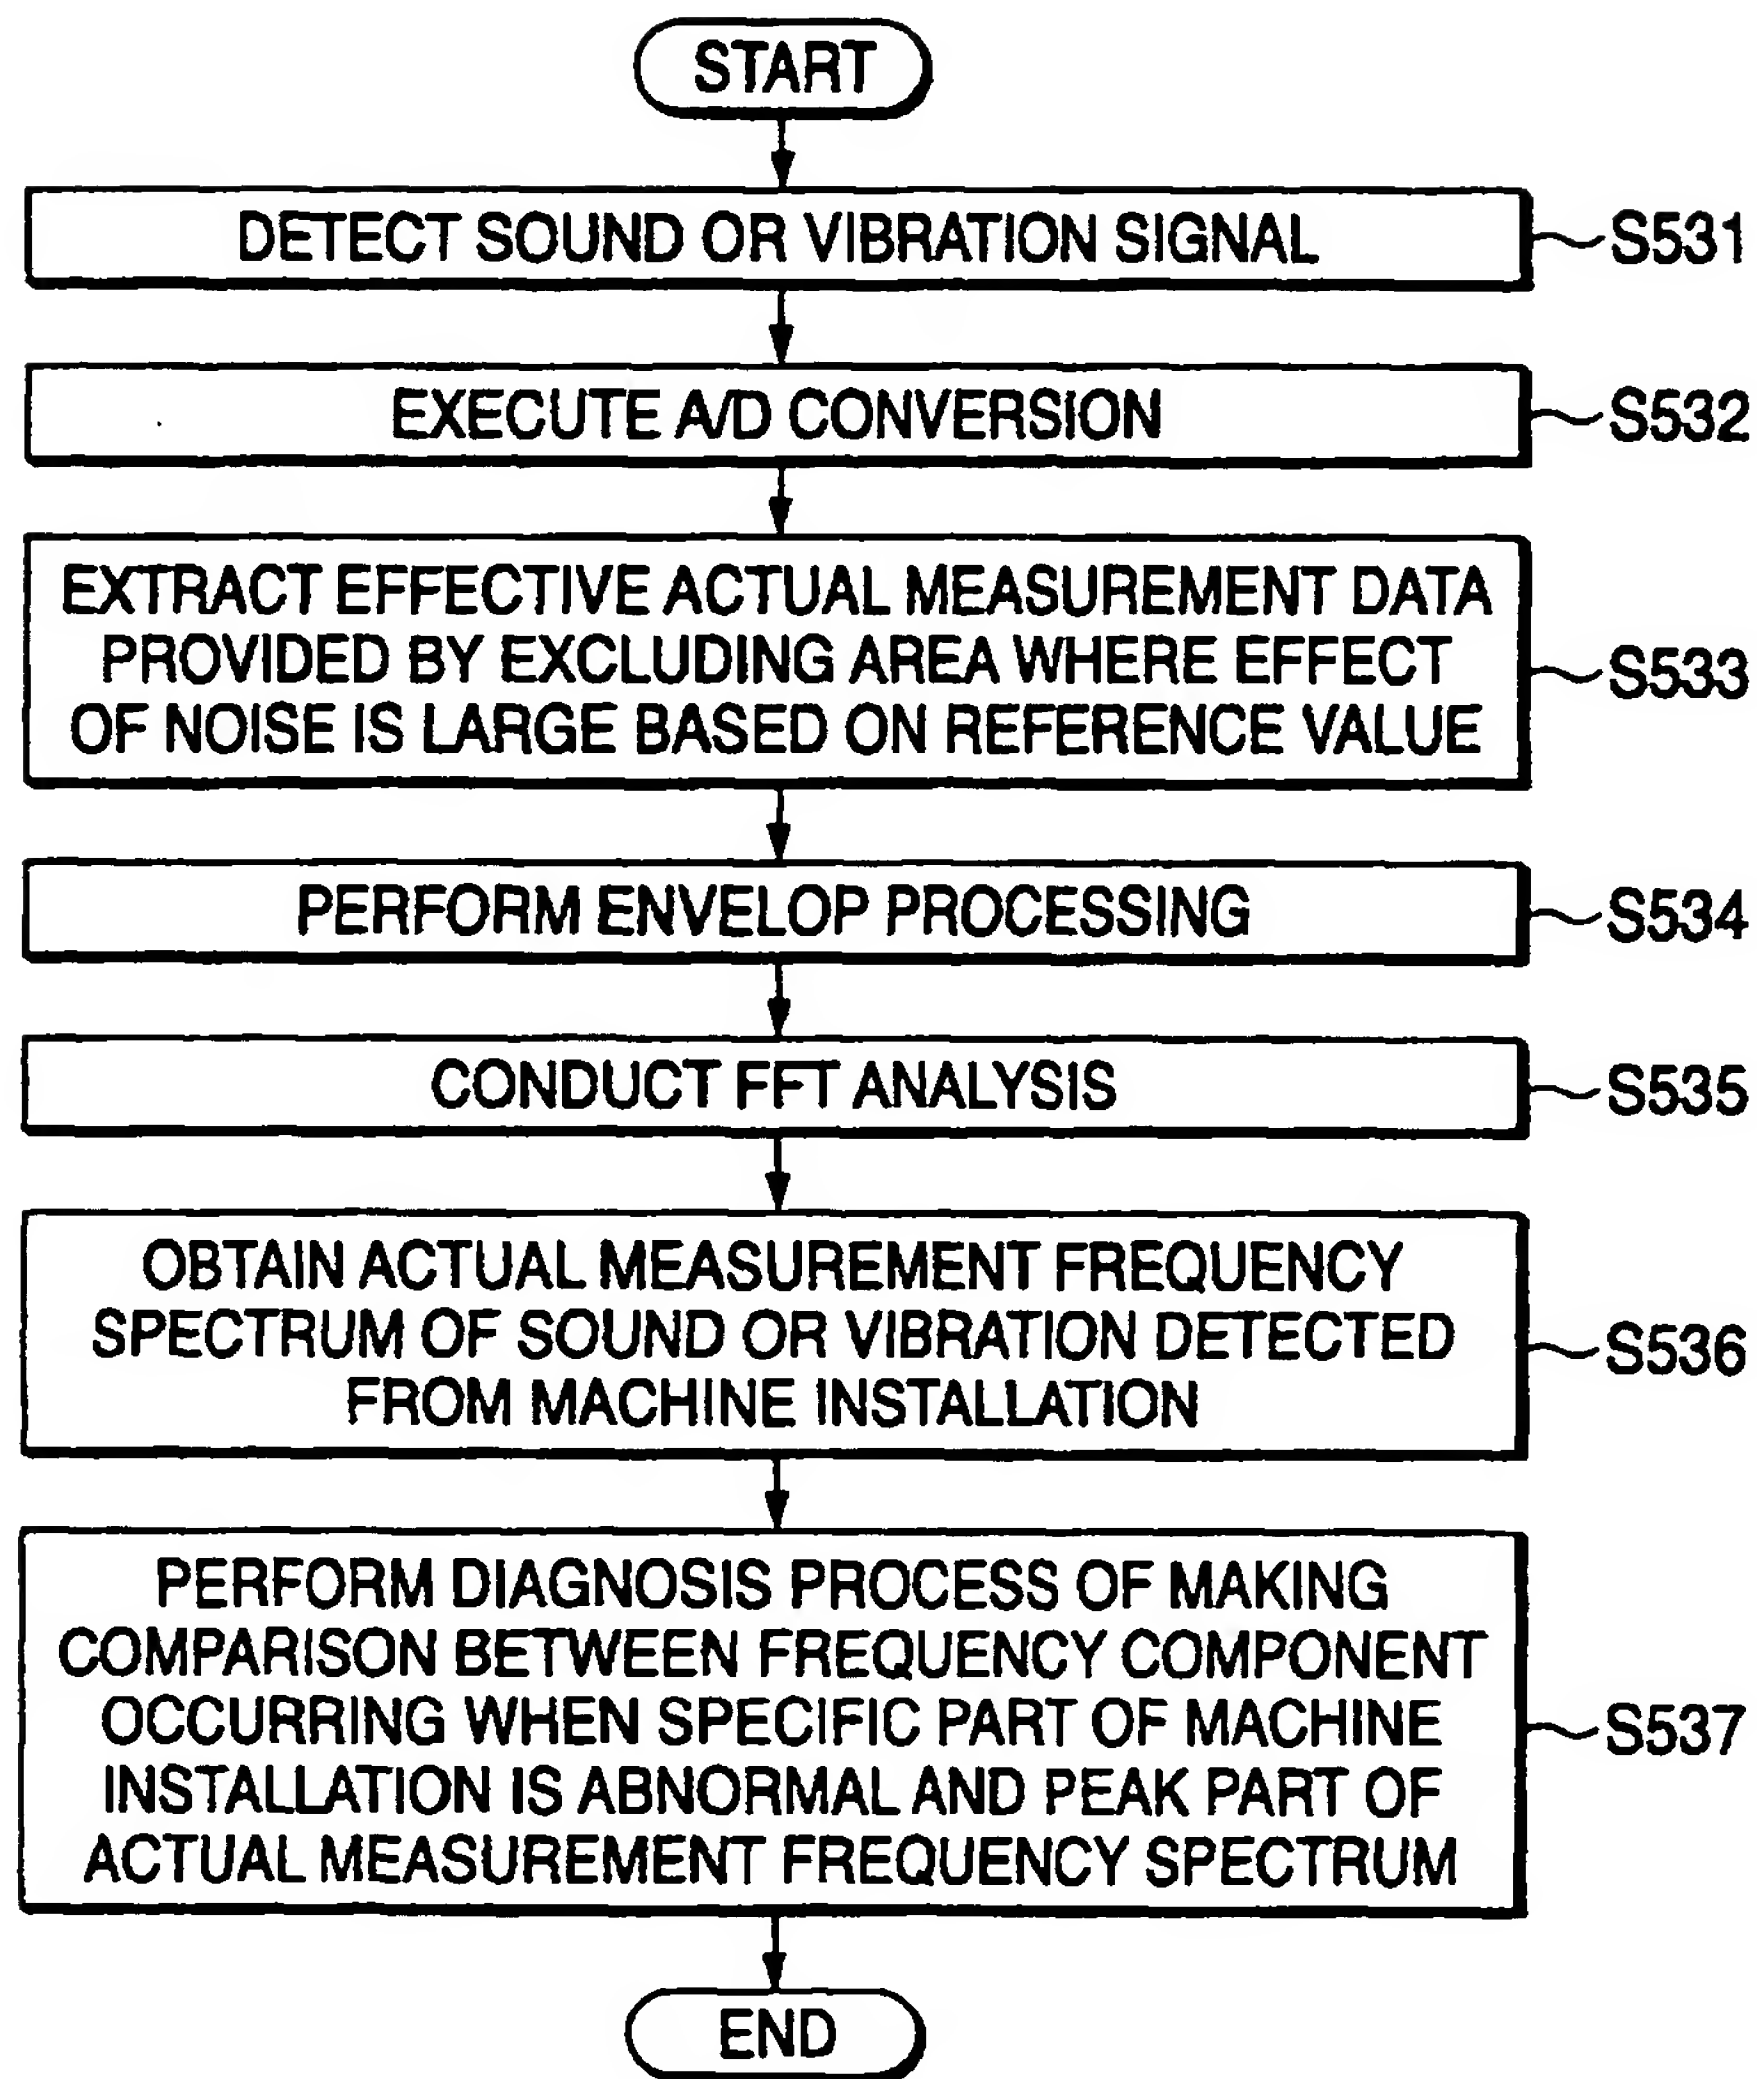 START
DETECT SOUND OR VIBRATION SIGNAL
S531
EXECUTE A/D CONVERSION
S532
EXTRACT EFFECTIVE ACTUAL MEASUREMENT DATA
PROVIDED BY EXCLUDING AREA WHERE EFFECT
OF NOISE IS LARGE BASED ON REFERENCE VALUE
S533
PERFORM ENVELOP PROCESSING
S534
CONDUCT FFT ANALYSIS
S535
OBTAIN ACTUAL MEASUREMENT FREQUENCY
SPECTRUM OF SOUND OR VIBRATION DETECTED
FROM MACHINE INSTALLATION
S536
PERFORM DIAGNOSIS PROCESS OF MAKING
COMPARISON BETWEEN FREQUENCY COMPONENT
OCCURRING WHEN SPECIFIC PART OF MACHINE
INSTALLATION IS ABNORMAL AND PEAK PART OF
ACTUAL MEASUREMENT FREQUENCY SPECTRUM
S537
END